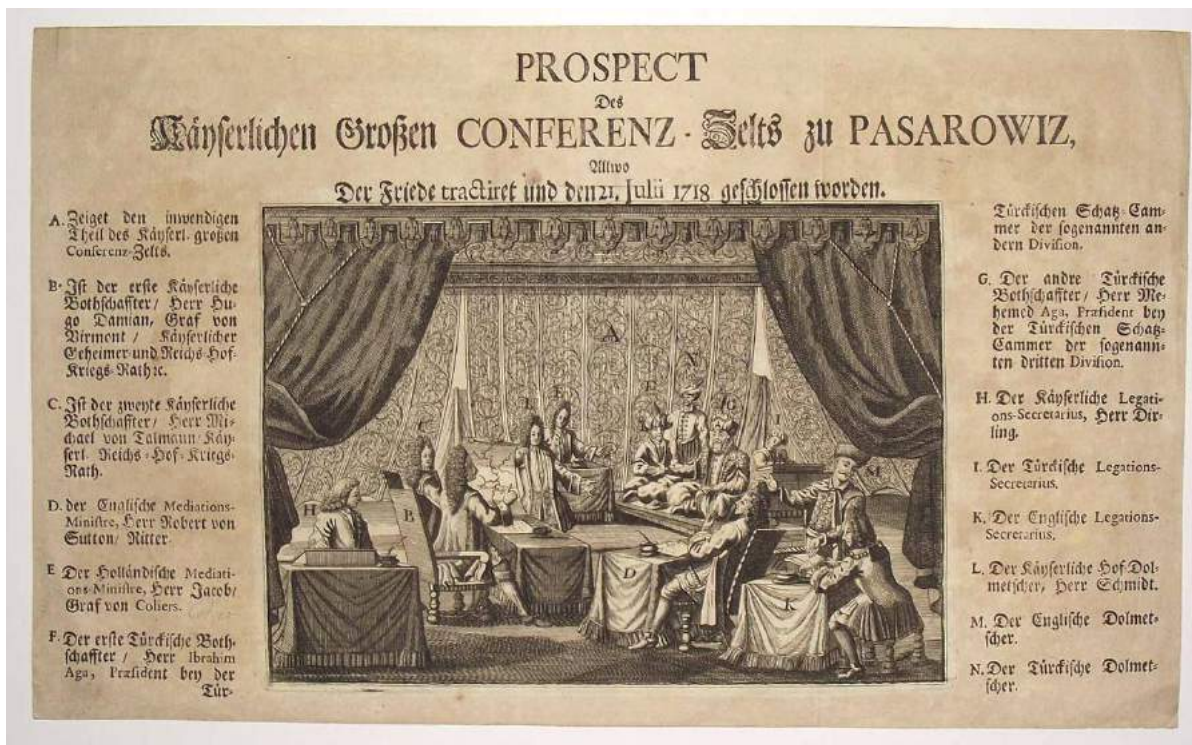 PROSPECT
Des
Käyserlichen Großen CONFERENZ-Zelts zu PASAROWIZ,
Allwo
Der Friede tractiret und den 21. Julii 1718 geschlossen worden.
A. Zeiget den inwendigen
Theil des Käyserl. großen
Conferenz-Zelts.
B. Ist der erste Käyserliche
Bothschaffter/ Herr Hu-
go Damian, Graf von
Virmont/ Käyserlicher
Geheimer und Reichs-Hof-
Kriegs-Rath ꝛc.
C. Ist der zweyte Käyserliche
Bothschaffter/ Herr Mi-
chael von Talmann Käy-
serl. Reichs-Hof-Kriegs-
Rath.
D. der Englische Mediations-
Ministre, Herr Robert von
Sutton/ Ritter.
E Der Holländische Mediati-
ons-Ministre, Herr Jacob/
Graf von Coliers.
F. Der erste Türckische Both-
schaffter/ Herr Ibrahim
Aga, Præsident bey der
Tür-
Türckischen Schatz-Cam-
mer der sogenannten an-
dern Division.
G. Der andre Türckische
Bothschaffter/ Herr Me-
hemed Aga, Præsident bey
der Türckischen Schatz-
Cammer der sogenann-
ten dritten Division.
H. Der Käyserliche Legati-
ons-Secretarius, Herr Dir-
ling.
I. Der Türckische Legations-
Secretarius.
K. Der Englische Legations-
Secretarius.
L. Der Käyserliche Hof-Dol-
metscher, Herr Schmidt.
M. Der Englische Dolmet-
scher.
N. Der Türckische Dolmet-
scher.
A
N
E
F
L
G
I
C
M
H
B
D
K